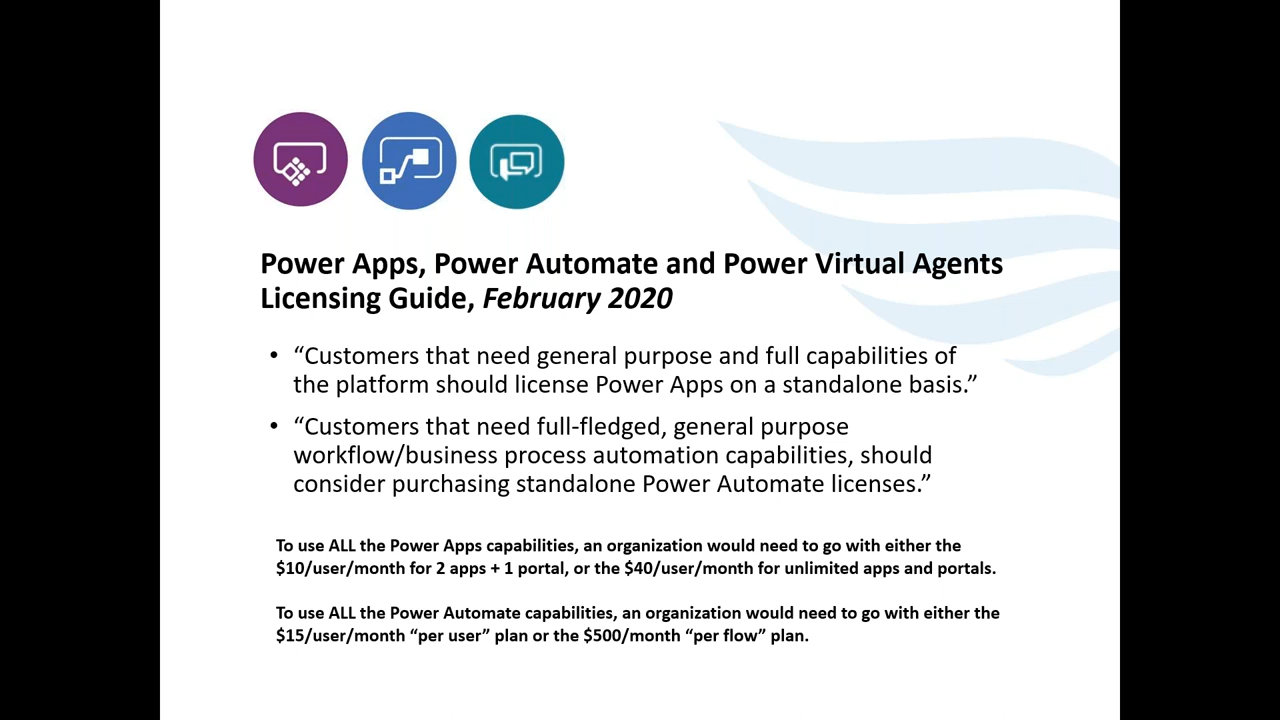 Power Apps, Power Automate and Power Virtual Agents
Licensing Guide, February 2020
• “Customers that need general purpose and full capabilities of
the platform should license Power Apps on a standalone basis.”
• “Customers that need full-fledged, general purpose
workflow/business process automation capabilities, should
consider purchasing standalone Power Automate licenses.”
To use ALL the Power Apps capabilities, an organization would need to go with either the
$10/user/month for 2 apps + 1 portal, or the $40/user/month for unlimited apps and portals.
To use ALL the Power Automate capabilities, an organization would need to go with either the
$15/user/month “per user” plan or the $500/month “per flow” plan.